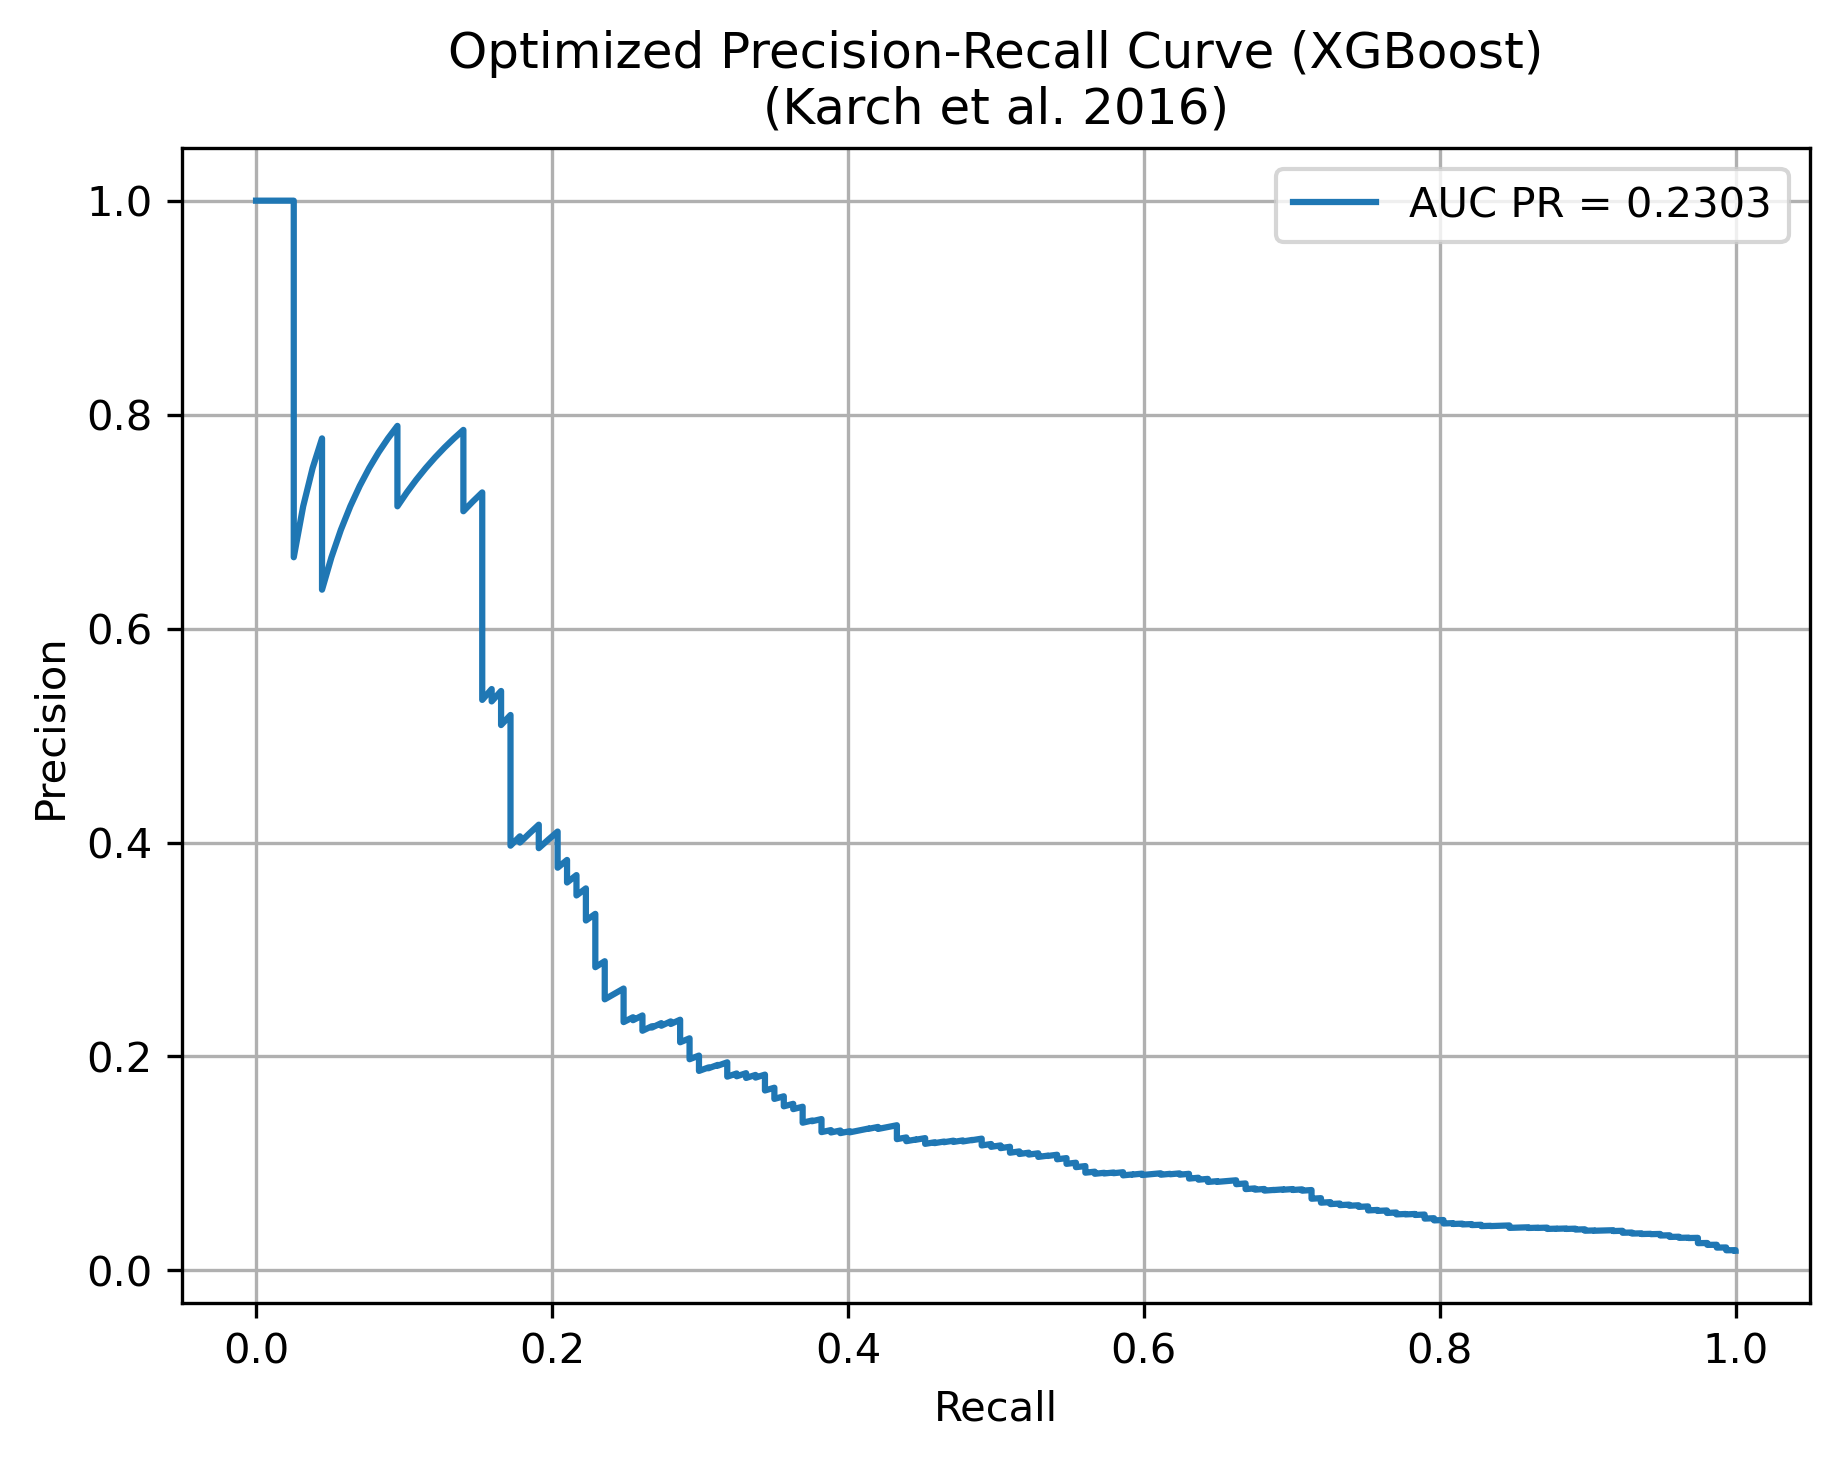 Optimized Precision-Recall Curve (XGBoost)
(Karch et al. 2016)
AUC PR = 0.2303
1.0
0.8
0.6
0.4
0.2
0.0
Precision
0.0 0.2 0.4 0.6 0.8 1.0
Recall